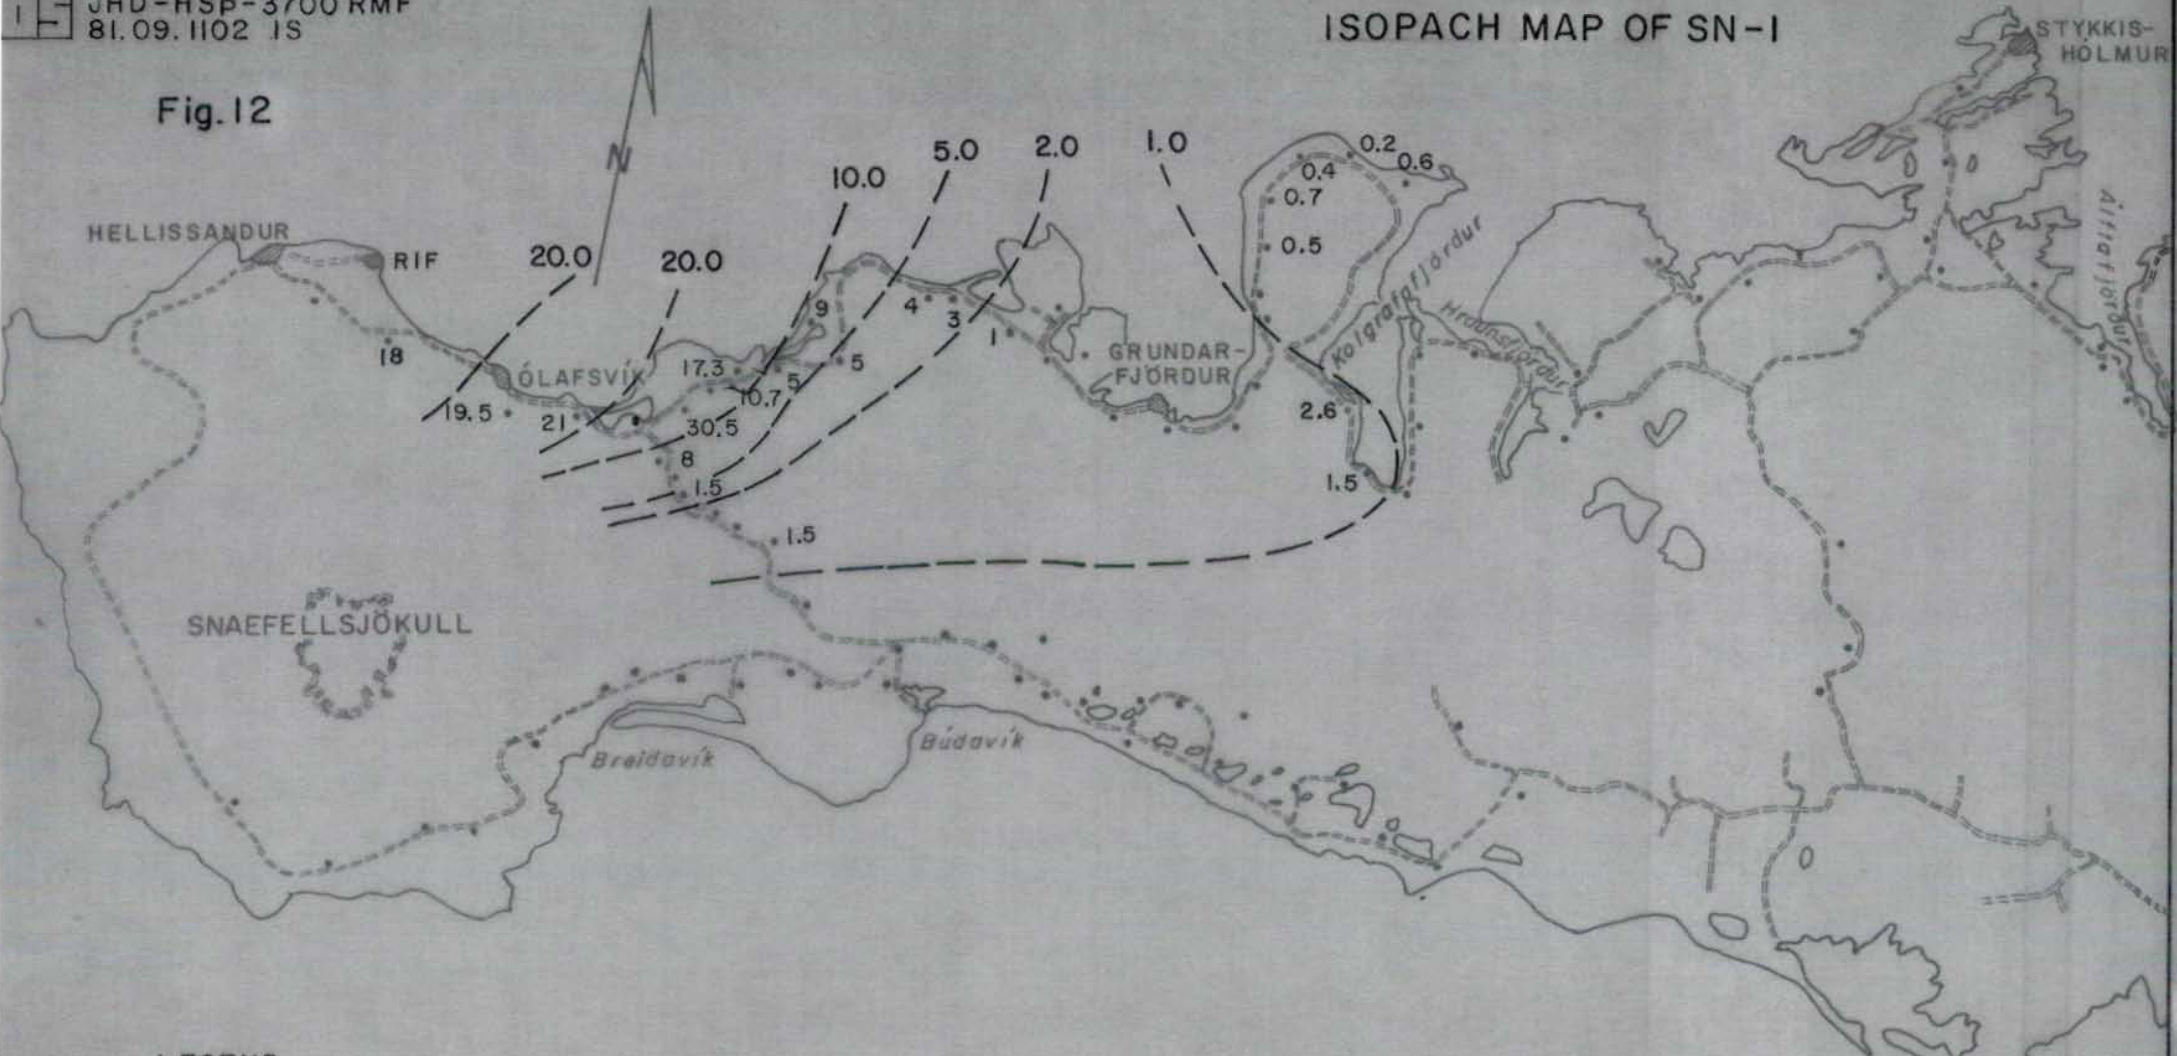 JHD-HSP-3700 RMF
81.09.1102 IS
ISOPACH MAP OF SN-1
Fig.12
STYKKIS-
HÓLMUR
N
10.0
5.0
2.0
1.0
0.2
0.6
0.4
0.7
0.5
HELLISSANDUR
RIF
20.0
20.0
Álftafjördur
Kolgrafafjördur
Hraunsfjördur
9
4
3
1
18
ÓLAFSVÍK
17.3
5
5
10.7
GRUNDAR-
FJÖRDUR
19.5
21
30.5
2.6
8
1.5
1.5
1.5
SNAEFELLSJÖKULL
Breidavík
Búdavík